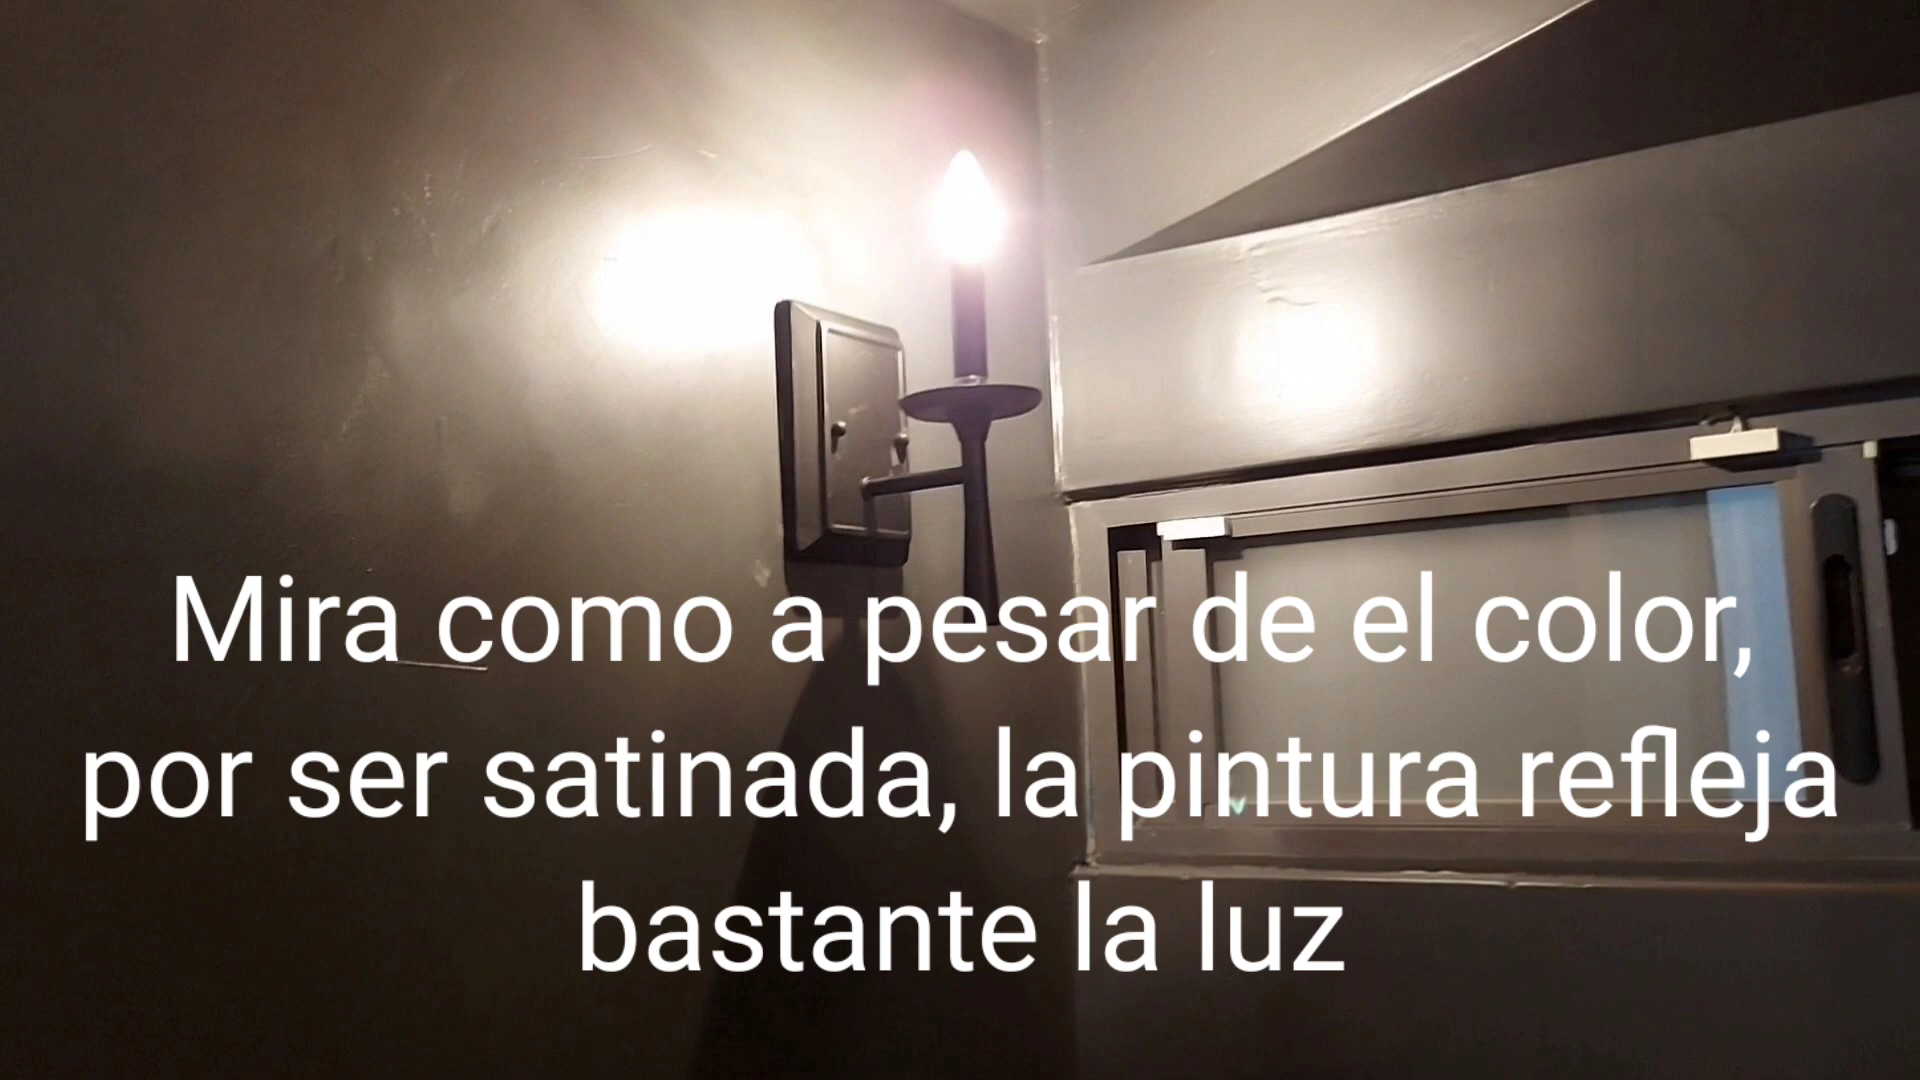 Mira como a pesar de el color,
por ser satinada, la pintura refleja
bastante la luz